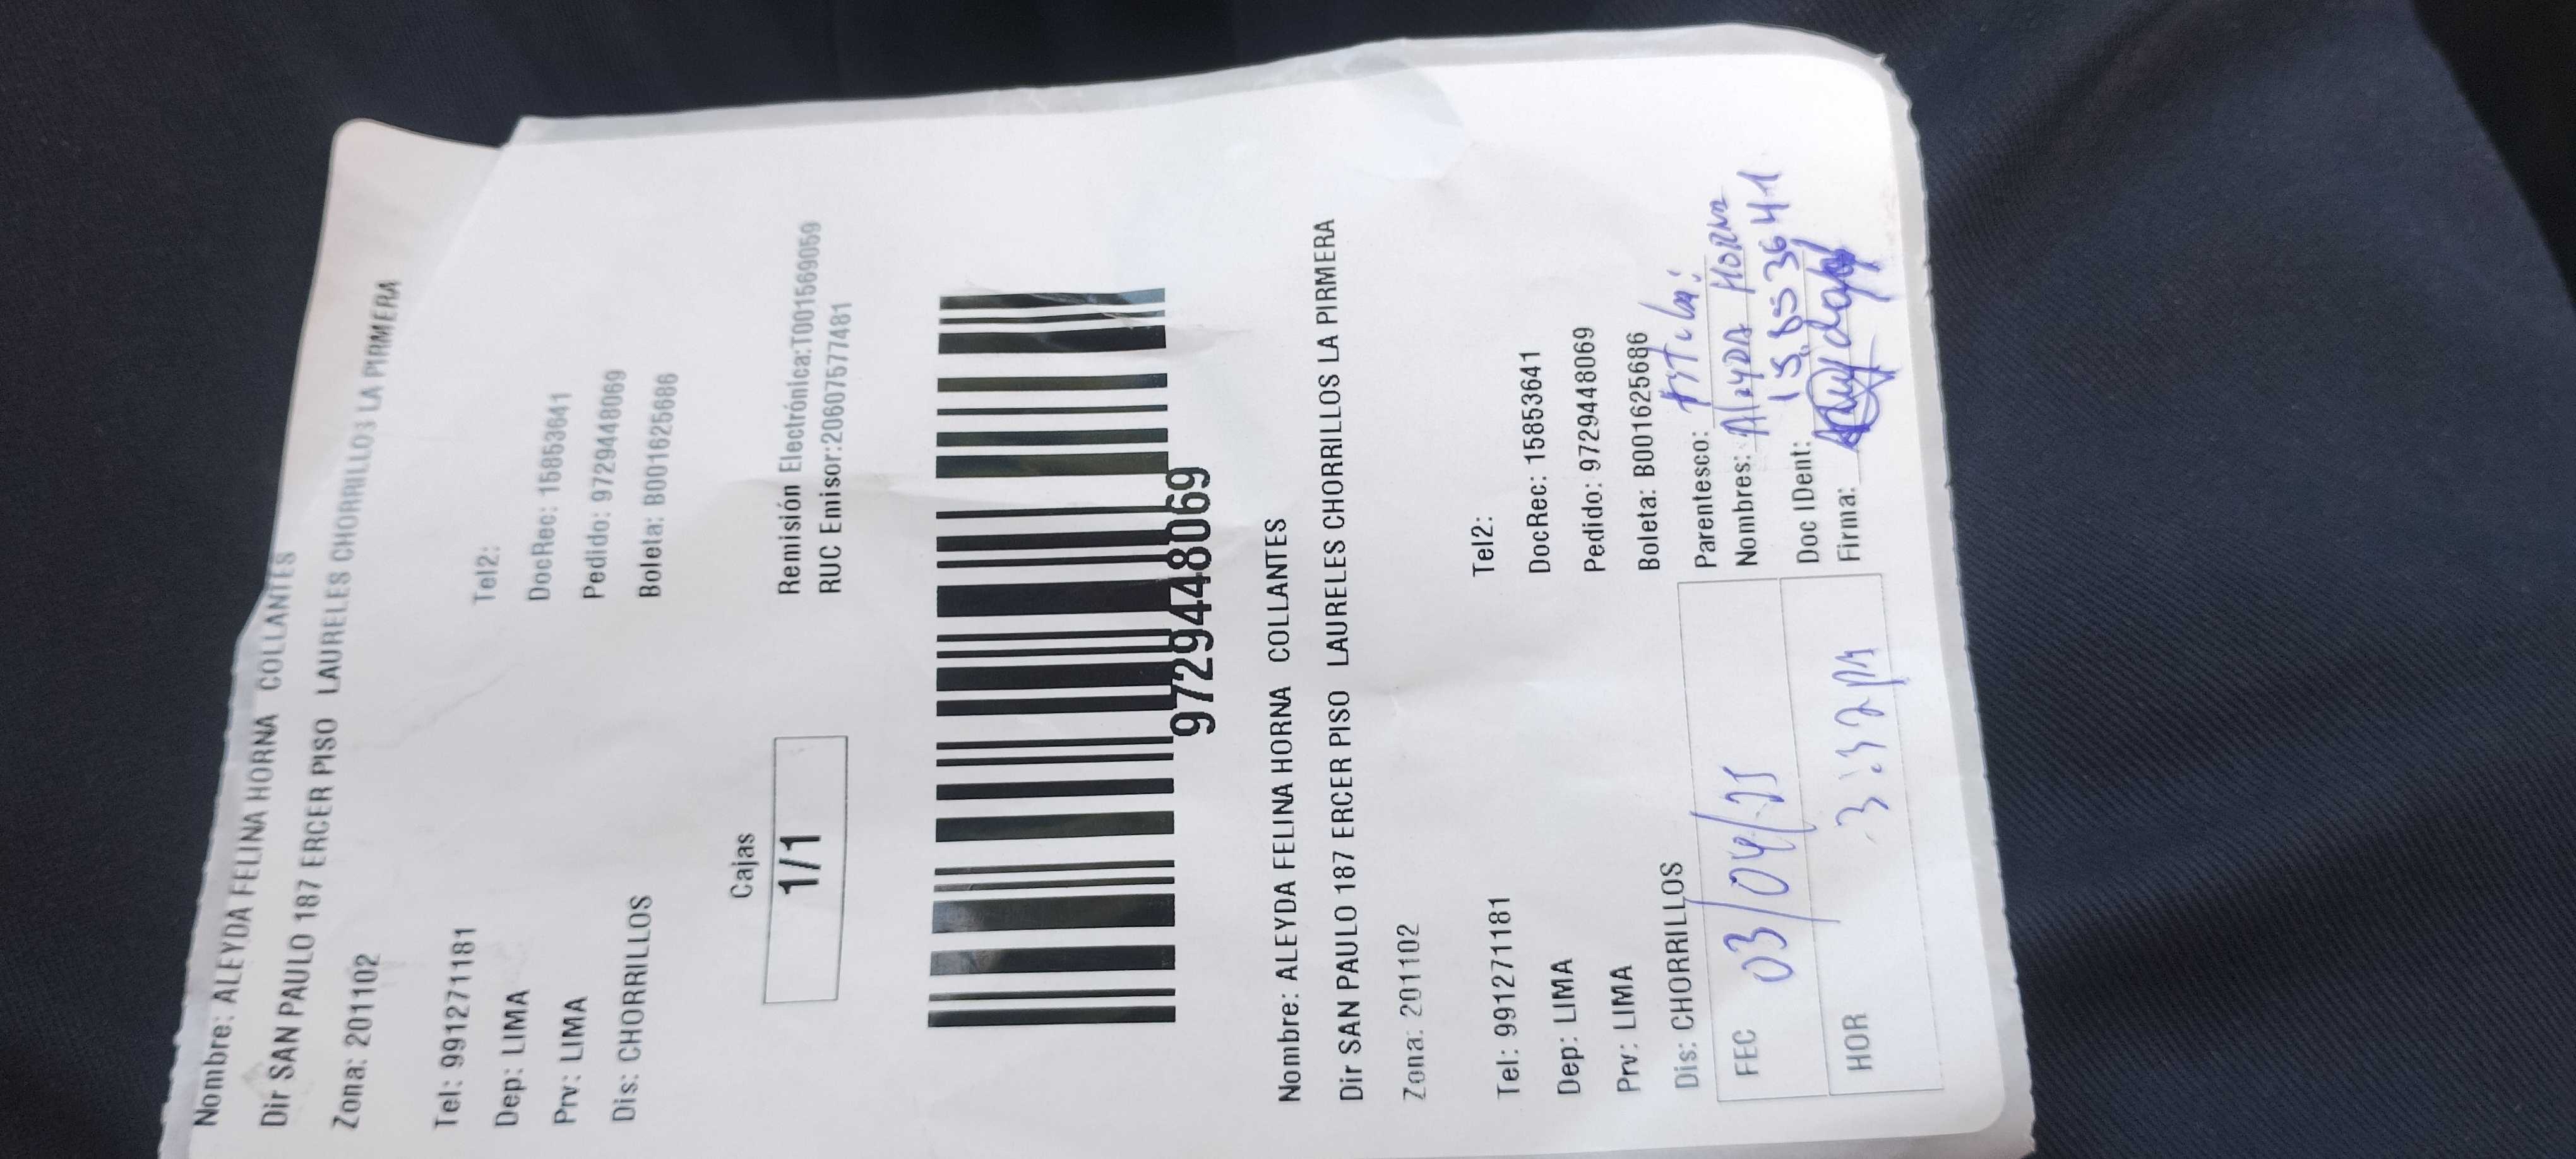 Nombre: ALEYDA FELINA HORNA COLLANTES
Dir SAN PAULO 187 ERCER PISO LAURELES CHORRILLOS LA PIRMERA
Zona: 201102
Tel: 991271181 Tel2:
Dep: LIMA DocRec: 15853641
Prv: LIMA Pedido: 9729448069
Dis: CHORRILLOS Boleta: B001625686
Cajas
1/1
Remisión Electrónica:T001569059
RUC Emisor:20607577481
9729448069
Nombre: ALEYDA FELINA HORNA COLLANTES
Dir SAN PAULO 187 ERCER PISO LAURELES CHORRILLOS LA PIRMERA
Zona: 201102
Tel: 991271181 Tel2:
Dep: LIMA DocRec: 15853641
Prv: LIMA Pedido: 9729448069
Dis: CHORRILLOS Boleta: B001625686
FEC 03/04/25 Parentesco:
Nombres: Aleyda Horna
HOR 3:32 PM Doc IDent: 15853641
Firma: